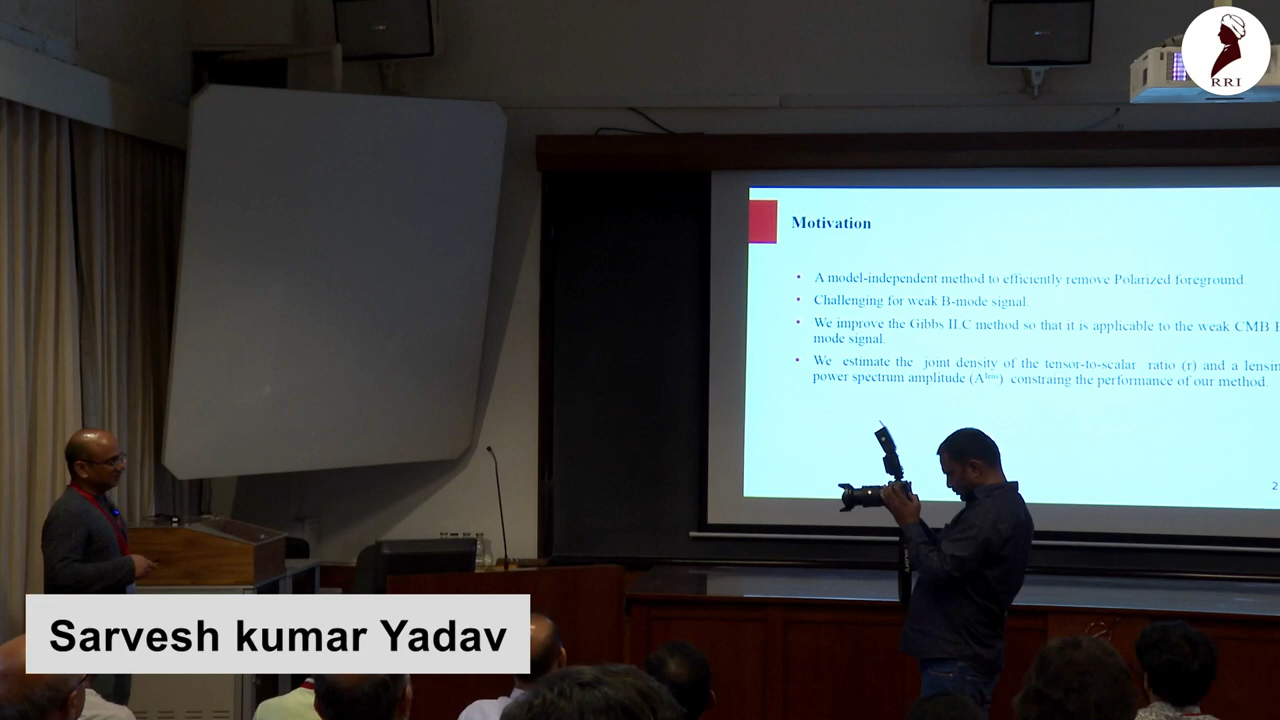 RRI
Motivation
• A model-independent method to efficiently remove Polarized foreground
• Challenging for weak B-mode signal.
• We improve the Gibbs ILC method so that it is applicable to the weak CMB
mode signal.
• We estimate the joint density of the tensor-to-scalar ratio (r) and a lensin
power spectrum amplitude (A^lens) constraing the performance of our method.
2
Sarvesh kumar Yadav